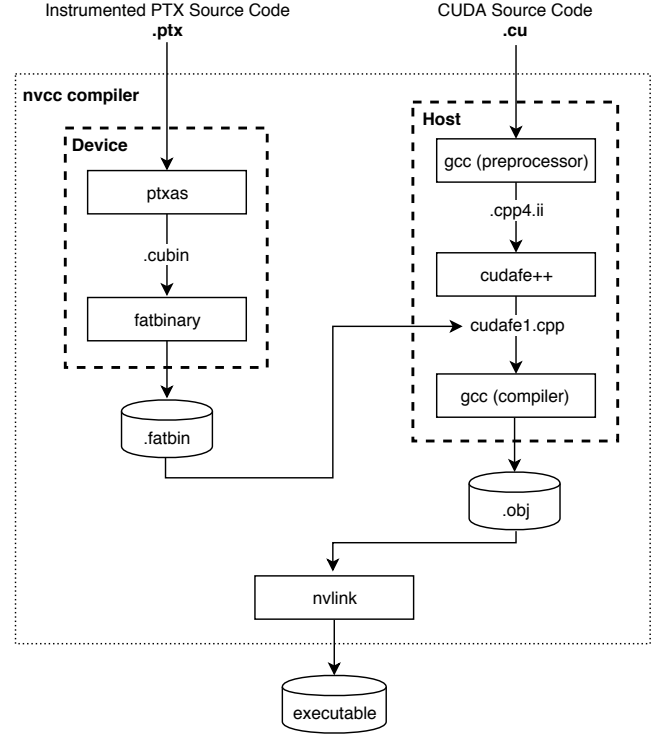 Instrumented PTX Source Code
.ptx
CUDA Source Code
.cu
nvcc compiler
Device
ptxas
.cubin
fatbinary
.fatbin
Host
gcc (preprocessor)
.cpp4.ii
cudafe++
cudafe1.cpp
gcc (compiler)
.obj
nvlink
executable